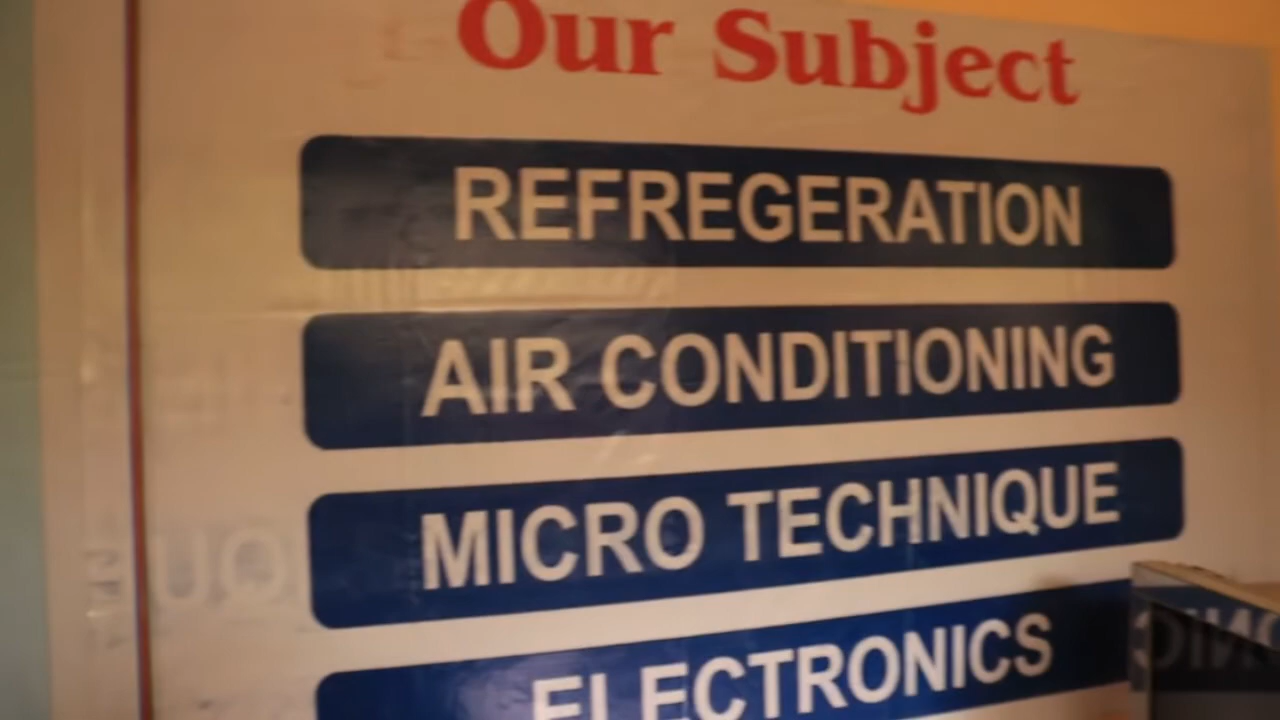 Our Subject
REFREGERATION
AIR CONDITIONING
MICRO TECHNIQUE
ELECTRONICS